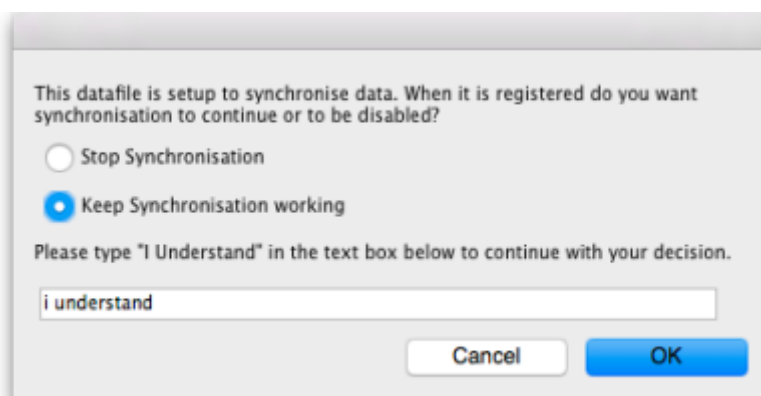 This datafile is setup to synchronise data. When it is registered do you want
synchronisation to continue or to be disabled?
Stop Synchronisation
Keep Synchronisation working
Please type "I Understand" in the text box below to continue with your decision.
i understand
Cancel
OK